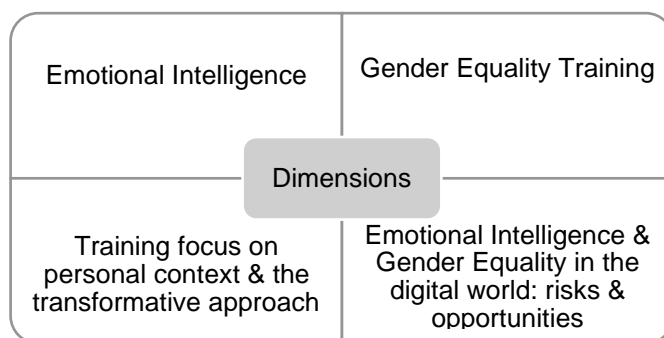 Emotional Intelligence
Gender Equality Training
Dimensions
Training focus on
personal context & the
transformative approach
Emotional Intelligence &
Gender Equality in the
digital world: risks &
opportunities